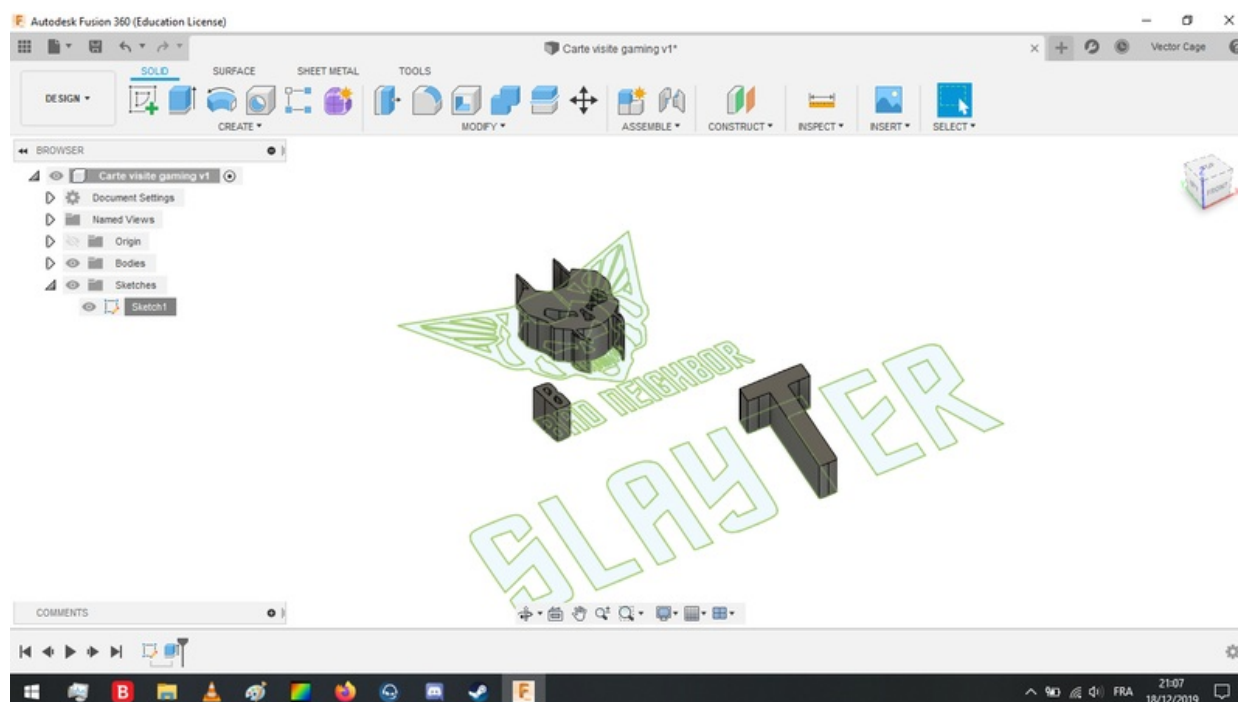 Autodesk Fusion 360 (Education License)
Carte visite gaming v1*
Vector Cage
SOLID SURFACE SHEET METAL TOOLS
DESIGN
CREATE MODIFY ASSEMBLE CONSTRUCT INSPECT INSERT SELECT
BROWSER
Carte visite gaming v1
Document Settings
Named Views
Origin
Bodies
Sketches
Sketch1
FRONT
NEIGHBOR
SLAYTER
COMMENTS
FRA
21:07
18/12/2019